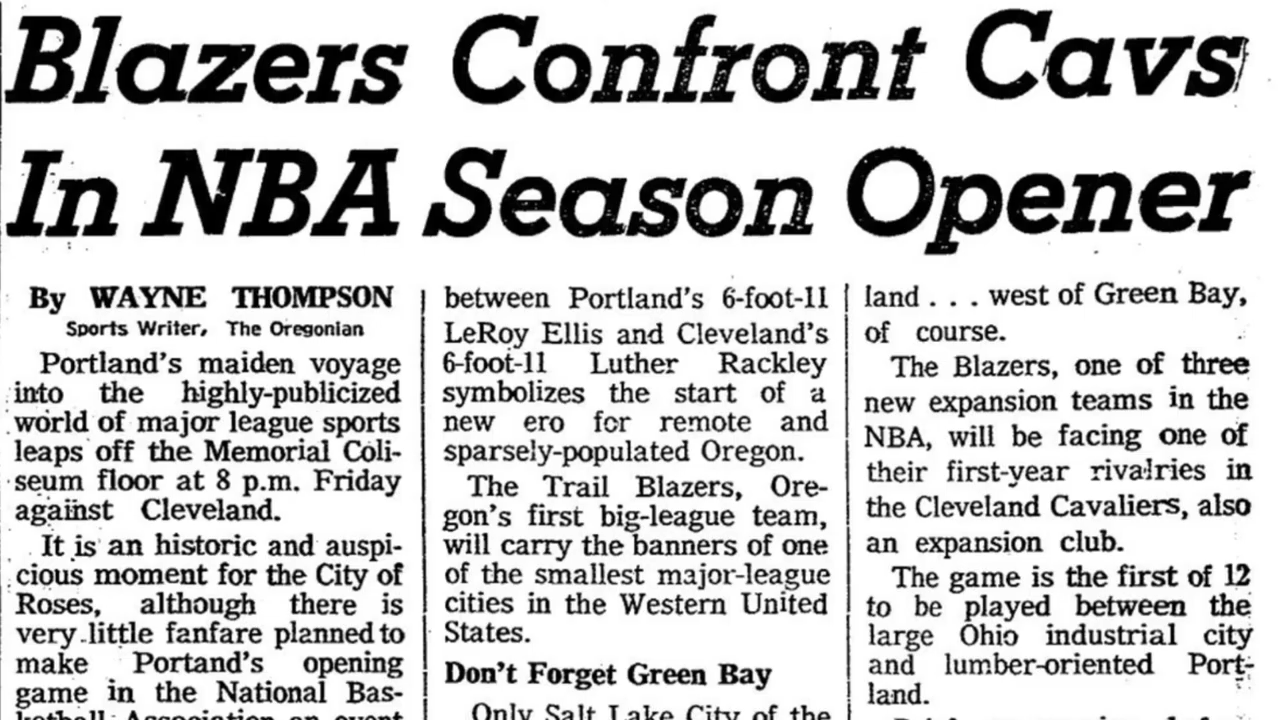 Blazers Confront Cavs
In NBA Season Opener
By WAYNE THOMPSON
Sports Writer, The Oregonian
Portland's maiden voyage
into the highly-publicized
world of major league sports
leaps off the Memorial Coli-
seum floor at 8 p.m. Friday
against Cleveland.
It is an historic and auspi-
cious moment for the City of
Roses, although there is
very little fanfare planned to
make Portand's opening
game in the National Bas-
ketball Association an event
between Portland's 6-foot-11
LeRoy Ellis and Cleveland's
6-foot-11 Luther Rackley
symbolizes the start of a
new ero for remote and
sparsely-populated Oregon.
The Trail Blazers, Ore-
gon's first big-league team,
will carry the banners of one
of the smallest major-league
cities in the Western United
States.
Don't Forget Green Bay
Only Salt Lake City of the
land . . . west of Green Bay,
of course.
The Blazers, one of three
new expansion teams in the
NBA, will be facing one of
their first-year rivalries in
the Cleveland Cavaliers, also
an expansion club.
The game is the first of 12
to be played between the
large Ohio industrial city
and lumber-oriented Port-
land.